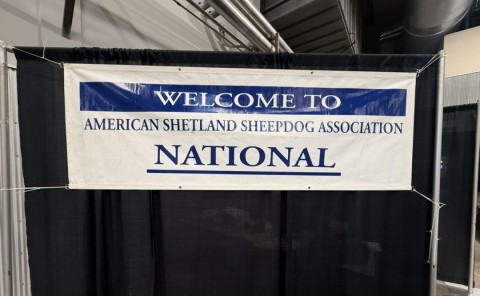 WELCOME TO
AMERICAN SHETLAND SHEEPDOG ASSOCIATION
NATIONAL